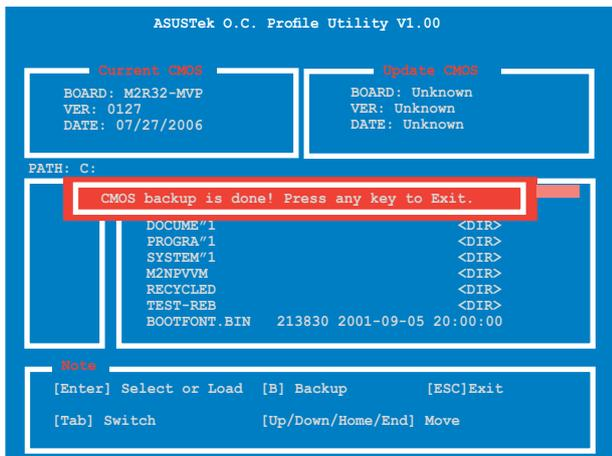 ASUSTek O.C. Profile Utility V1.00
Current CMOS
BOARD: M2R32-MVP
VER: 0127
DATE: 07/27/2006
Update CMOS
BOARD: Unknown
VER: Unknown
DATE: Unknown
PATH: C:
CMOS backup is done! Press any key to Exit.
DOCUME”1 <DIR>
PROGRA”1 <DIR>
SYSTEM”1 <DIR>
M2NPVVM <DIR>
RECYCLED <DIR>
TEST-REB <DIR>
BOOTFONT.BIN 213830 2001-09-05 20:00:00
Note
[Enter] Select or Load [B] Backup [ESC]Exit
[Tab] Switch [Up/Down/Home/End] Move